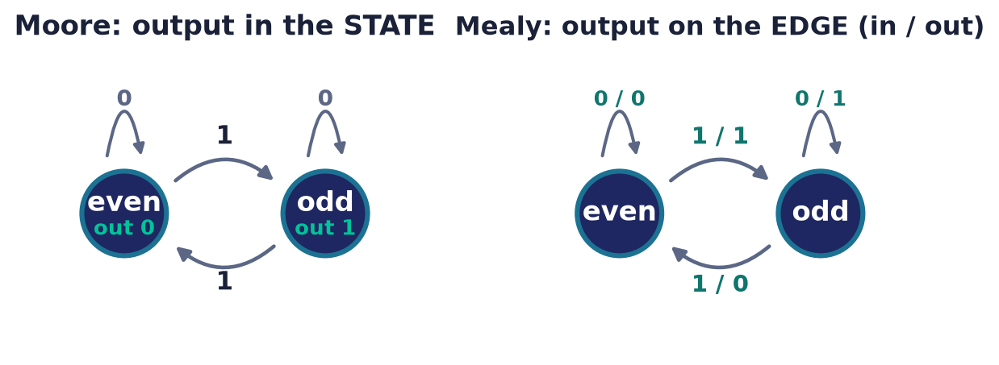 Moore: output in the STATE
0
0
1
even
out 0
odd
out 1
1
Mealy: output on the EDGE (in / out)
0 / 0
0 / 1
1 / 1
even
odd
1 / 0